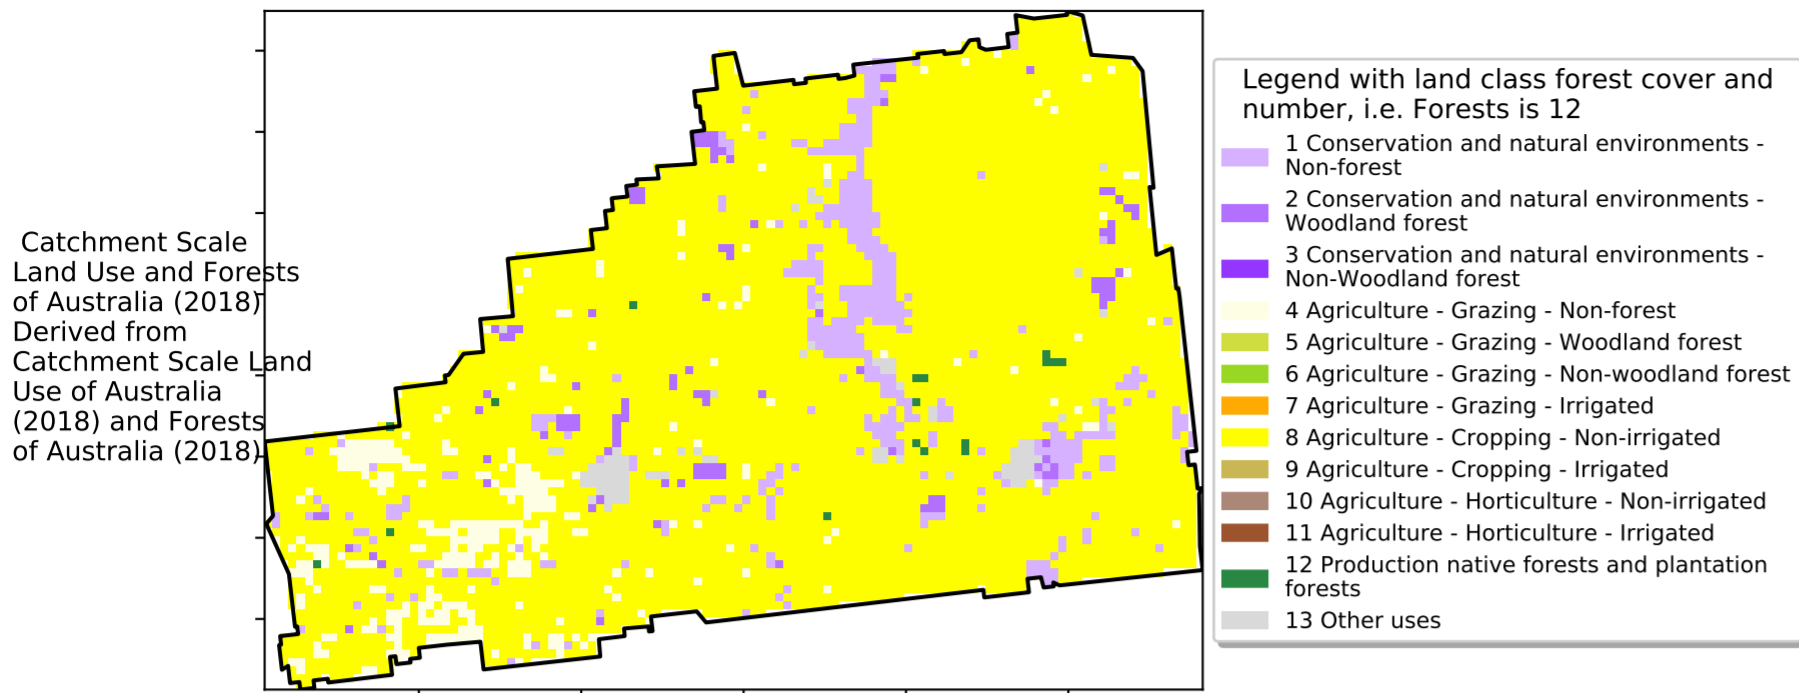 Catchment Scale
Land Use and Forests
of Australia (2018)
Derived from
Catchment Scale Land
Use of Australia
(2018) and Forests
of Australia (2018)
Legend with land class forest cover and
number, i.e. Forests is 12
1 Conservation and natural environments -
Non-forest
2 Conservation and natural environments -
Woodland forest
3 Conservation and natural environments -
Non-Woodland forest
4 Agriculture - Grazing - Non-forest
5 Agriculture - Grazing - Woodland forest
6 Agriculture - Grazing - Non-woodland forest
7 Agriculture - Grazing - Irrigated
8 Agriculture - Cropping - Non-irrigated
9 Agriculture - Cropping - Irrigated
10 Agriculture - Horticulture - Non-irrigated
11 Agriculture - Horticulture - Irrigated
12 Production native forests and plantation
forests
13 Other uses